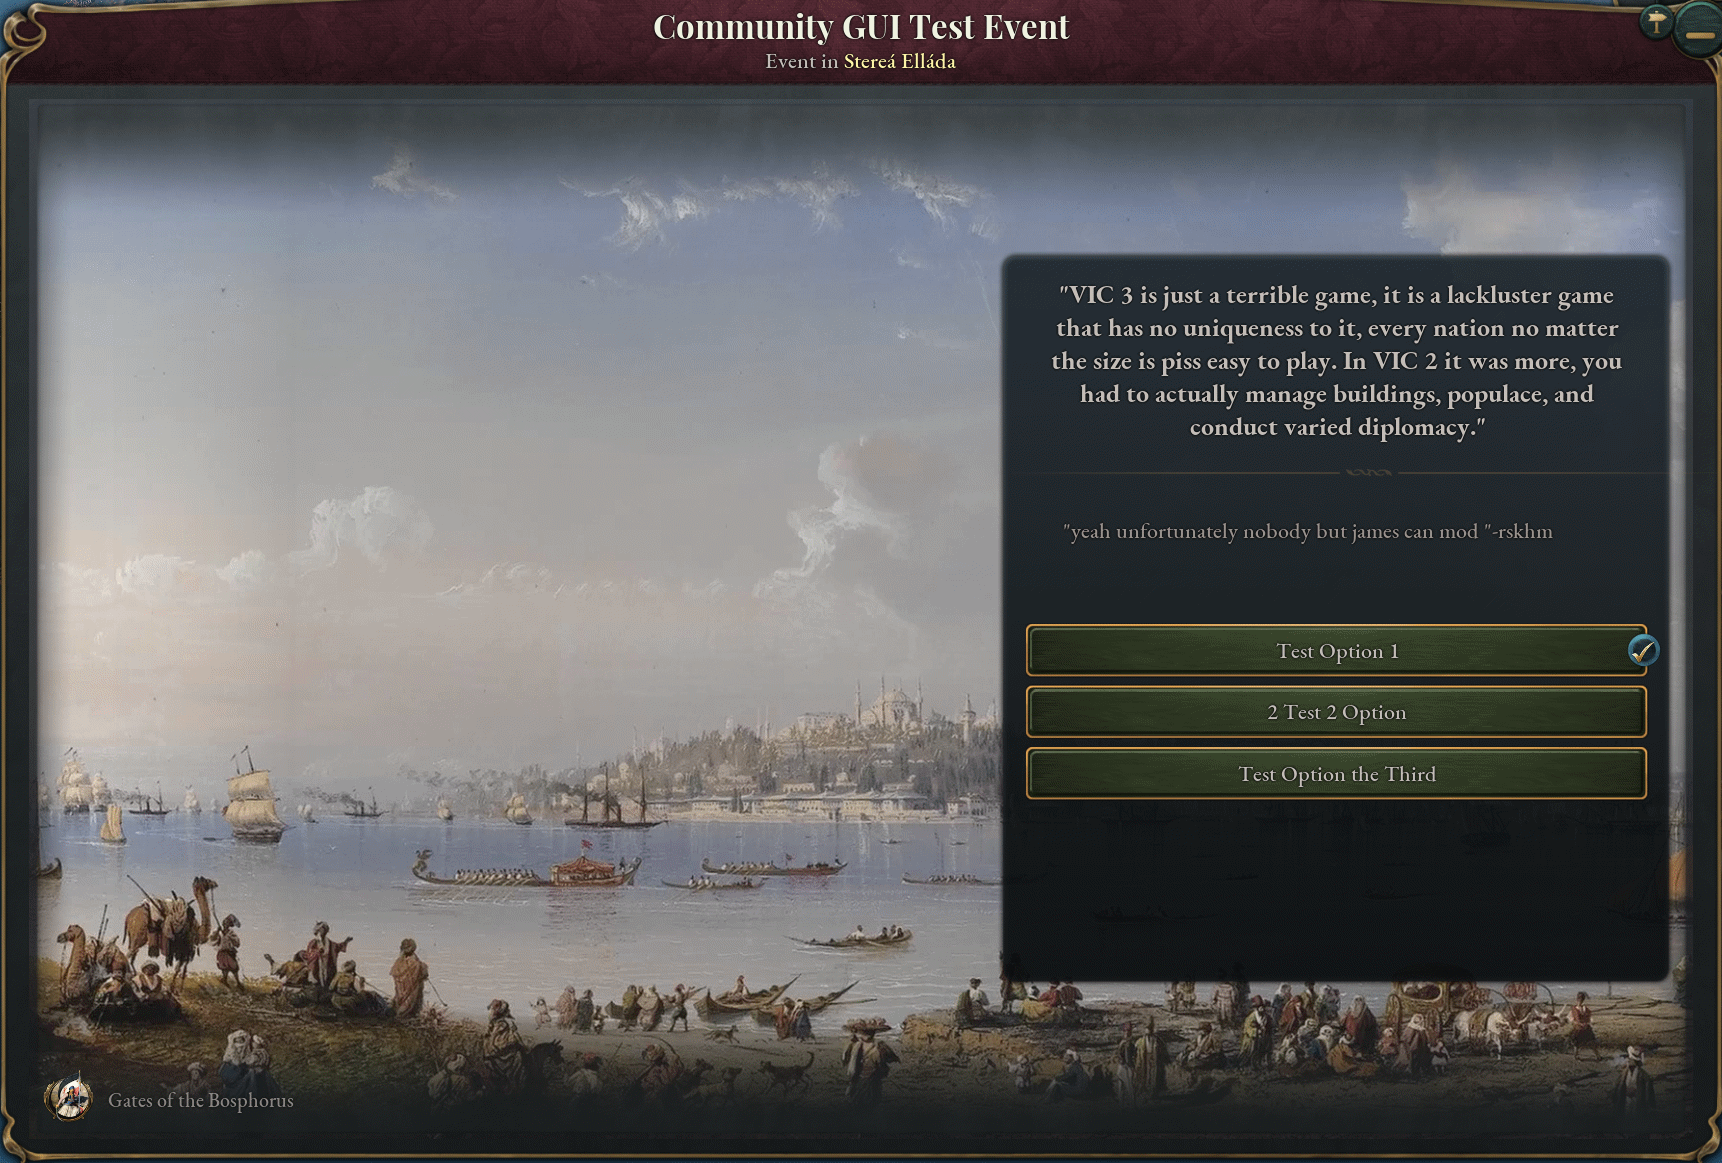 Community GUI Test Event
Event in Stereá Elláda
"VIC 3 is just a terrible game, it is a lackluster game
that has no uniqueness to it, every nation no matter
the size is piss easy to play. In VIC 2 it was more, you
had to actually manage buildings, populace, and
conduct varied diplomacy."
"yeah unfortunately nobody but james can mod "-rskhm
Test Option 1
2 Test 2 Option
Test Option the Third
Gates of the Bosphorus